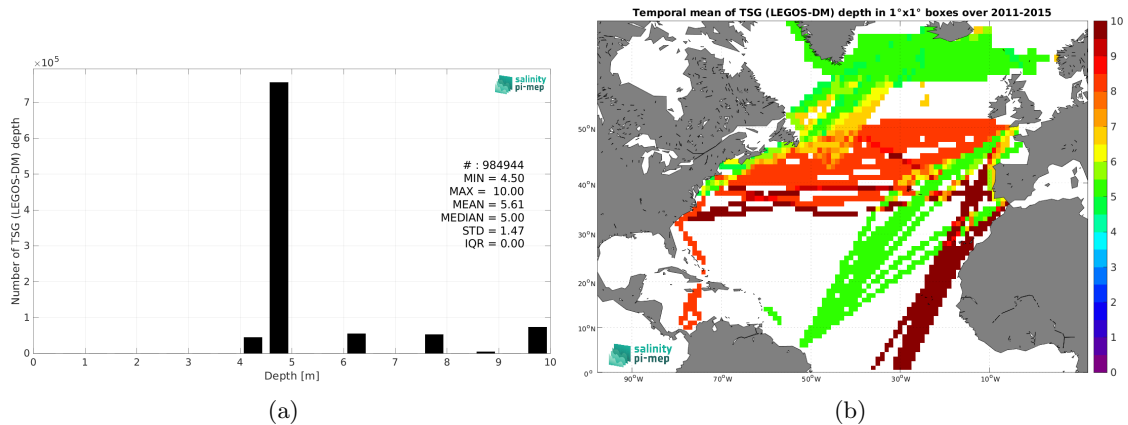 Temporal mean of TSG (LEGOS-DM) depth in 1°x1° boxes over 2011-2015
×10⁵
Number of TSG (LEGOS-DM) depth
7
6
5
4
3
2
1
0
0 1 2 3 4 5 6 7 8 9 10
Depth [m]
salinity
pi-mep
# : 984944
MIN = 4.50
MAX = 10.00
MEAN = 5.61
MEDIAN = 5.00
STD = 1.47
IQR = 0.00
(a)
50°N
40°N
30°N
20°N
10°N
0°
90°W 70°W 50°W 30°W 10°W
salinity
pi-mep
10
9
8
7
6
5
4
3
2
1
0
(b)